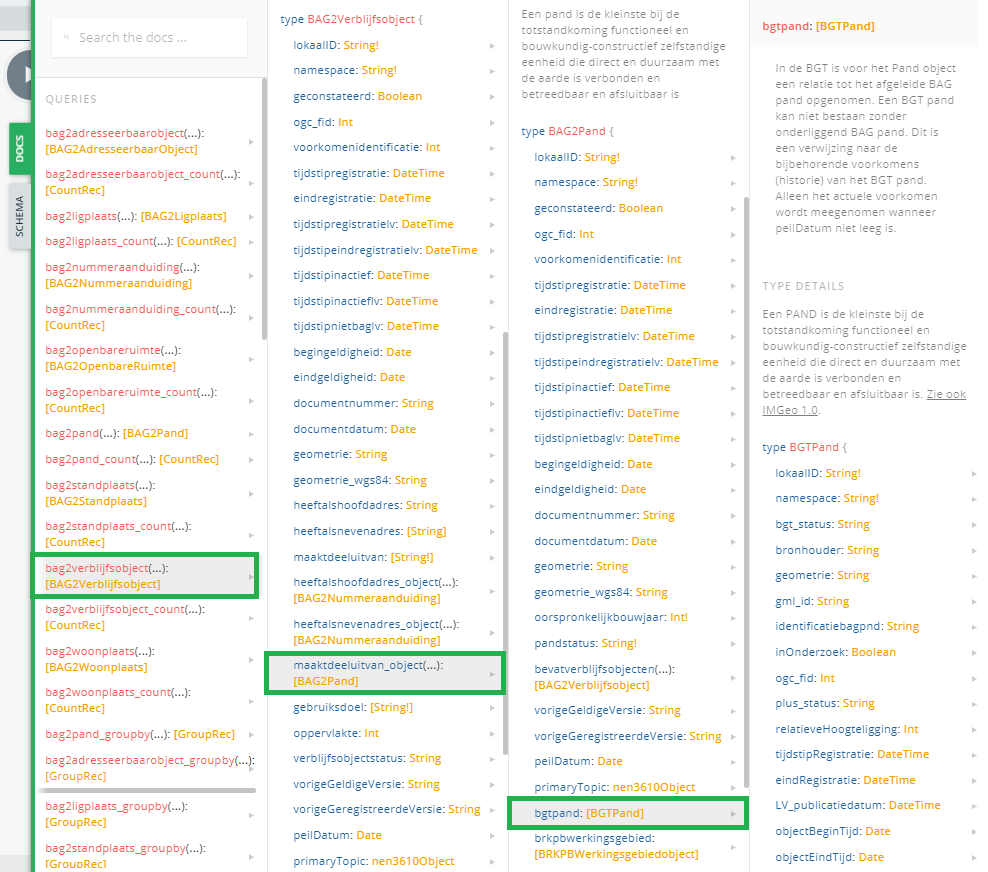 DOCS
SCHEMA
Search the docs ...
QUERIES
bag2adresseerbaarobject(...):
[BAG2AdresseerbaarObject]
bag2adresseerbaarobject_count(...):
[CountRec]
bag2ligplaats(...): [BAG2Ligplaats]
bag2ligplaats_count(...): [CountRec]
bag2nummeraanduiding(...):
[BAG2Nummeraanduiding]
bag2nummeraanduiding_count(...):
[CountRec]
bag2openbareruimte(...):
[BAG2OpenbareRuimte]
bag2openbareruimte_count(...):
[CountRec]
bag2pand(...): [BAG2Pand]
bag2pand_count(...): [CountRec]
bag2standplaats(...):
[BAG2Standplaats]
bag2standplaats_count(...):
[CountRec]
bag2verblijfsobject(...):
[BAG2Verblijfsobject]
bag2verblijfsobject_count(...):
[CountRec]
bag2woonplaats(...):
[BAG2Woonplaats]
bag2woonplaats_count(...):
[CountRec]
bag2pand_groupby(...): [GroupRec]
bag2adresseerbaarobject_groupby(...):
[GroupRec]
bag2ligplaats_groupby(...):
[GroupRec]
bag2standplaats_groupby(...):
[GroupRec]
type BAG2Verblijfsobject {
lokaalID: String!
namespace: String!
geconstateerd: Boolean
ogc_fid: Int
voorkomenidentificatie: Int
tijdstipregistratie: DateTime
eindregistratie: DateTime
tijdstipregistratielv: DateTime
tijdstipeindregistratielv: DateTime
tijdstipinactief: DateTime
tijdstipinactieflv: DateTime
tijdstipnietbaglv: DateTime
begingeldigheid: Date
eindgeldigheid: Date
documentnummer: String
documentdatum: Date
geometrie: String
geometrie_wgs84: String
heeftalshoofdadres: String
heeftalsnevenadres: [String]
maaktdeeluitvan: [String!]
heeftalshoofdadres_object(...):
[BAG2Nummeraanduiding]
heeftalsnevenadres_object(...):
[BAG2Nummeraanduiding]
maaktdeeluitvan_object(...):
[BAG2Pand]
gebruiksdoel: [String!]
oppervlakte: Int
verblijfsobjectstatus: String
vorigeGeldigeVersie: String
vorigeGeregistreerdeVersie: String
peilDatum: Date
primaryTopic: nen3610Object
Een pand is de kleinste bij de
totstandkoming functioneel en
bouwkundig-constructief zelfstandige
eenheid die direct en duurzaam met
de aarde is verbonden en
betreedbaar en afsluitbaar is
type BAG2Pand {
lokaalID: String!
namespace: String!
geconstateerd: Boolean
ogc_fid: Int
voorkomenidentificatie: Int
tijdstipregistratie: DateTime
eindregistratie: DateTime
tijdstipregistratielv: DateTime
tijdstipeindregistratielv: DateTime
tijdstipinactief: DateTime
tijdstipinactieflv: DateTime
tijdstipnietbaglv: DateTime
begingeldigheid: Date
eindgeldigheid: Date
documentnummer: String
documentdatum: Date
geometrie: String
geometrie_wgs84: String
oorspronkelijkbouwjaar: Int!
pandstatus: String!
bevatverblijfsobjecten(...):
[BAG2Verblijfsobject]
vorigeGeldigeVersie: String
vorigeGeregistreerdeVersie: String
peilDatum: Date
primaryTopic: nen3610Object
bgtpand: [BGTPand]
brkpbwerkingsgebied:
[BRKPBWerkingsgebiedobject]
bgtpand: [BGTPand]
In de BGT is voor het Pand object
een relatie tot het afgeleide BAG
pand opgenomen. Een BGT pand
kan niet bestaan zonder
onderliggend BAG pand. Dit is
een verwijzing naar de
bijbehorende voorkomens
(historie) van het BGT pand.
Alleen het actuele voorkomen
wordt meegenomen wanneer
peilDatum niet leeg is.
TYPE DETAILS
Een PAND is de kleinste bij de
totstandkoming functioneel en
bouwkundig-constructief zelfstandige
eenheid die direct en duurzaam met
de aarde is verbonden en
betreedbaar en afsluitbaar is. Zie ook
IMGeo 1.0.
type BGTPand {
lokaalID: String!
namespace: String!
bgt_status: String
bronhouder: String
geometrie: String
gml_id: String
identificatiebagpnd: String
inOnderzoek: Boolean
ogc_fid: Int
plus_status: String
relatieveHoogteligging: Int
tijdstipRegistratie: DateTime
eindRegistratie: DateTime
LV_publicatiedatum: DateTime
objectBeginTijd: Date
objectEindTijd: Date